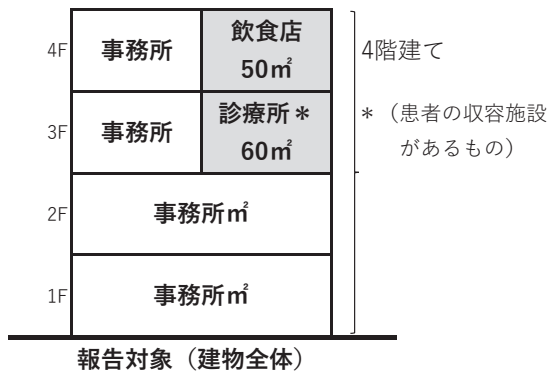 4F
事務所
飲食店
50㎡
4階建て
3F
事務所
診療所＊
60㎡
＊（患者の収容施設
があるもの）
2F
事務所㎡
1F
事務所㎡
報告対象（建物全体）